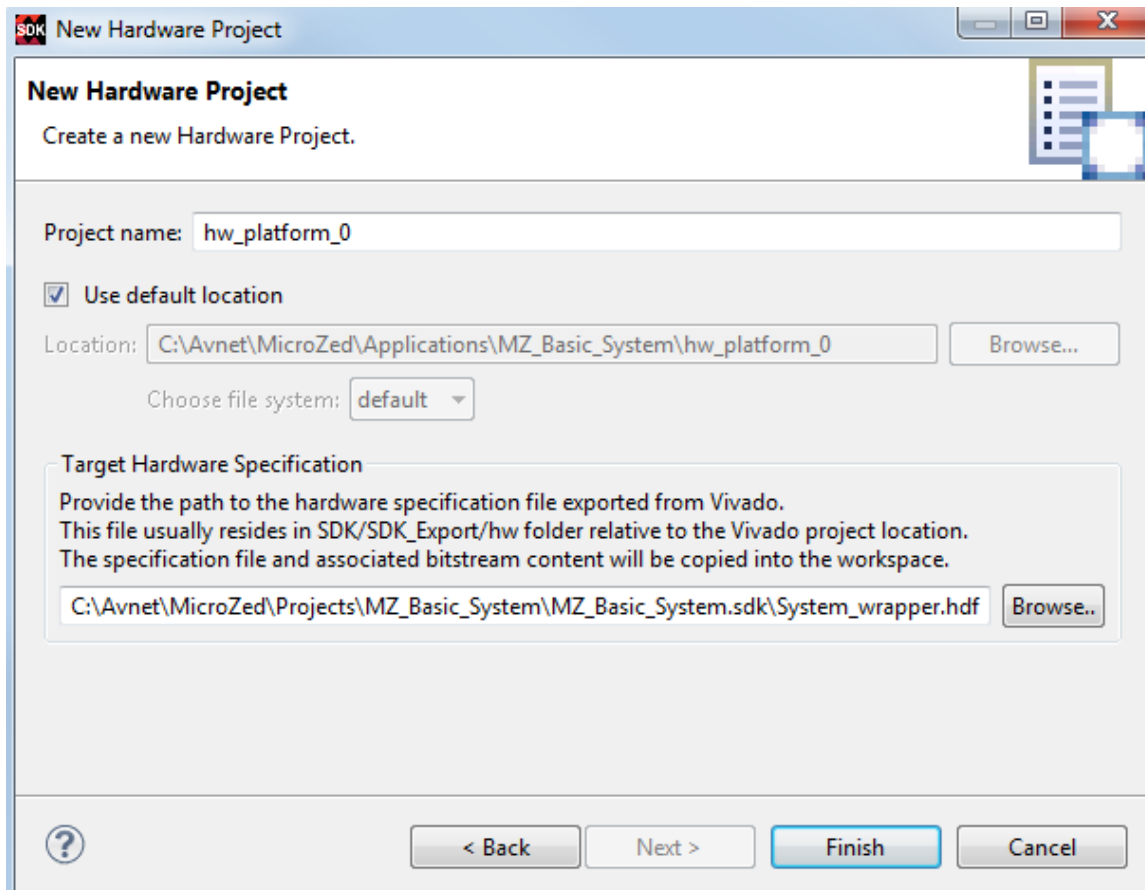 SDK New Hardware Project
New Hardware Project
Create a new Hardware Project.
Project name: hw_platform_0
Use default location
Location: C:\Avnet\MicroZed\Applications\MZ_Basic_System\hw_platform_0 Browse...
Choose file system: default
Target Hardware Specification
Provide the path to the hardware specification file exported from Vivado.
This file usually resides in SDK/SDK_Export/hw folder relative to the Vivado project location.
The specification file and associated bitstream content will be copied into the workspace.
C:\Avnet\MicroZed\Projects\MZ_Basic_System\MZ_Basic_System.sdk\System_wrapper.hdf Browse..
? < Back Next > Finish Cancel